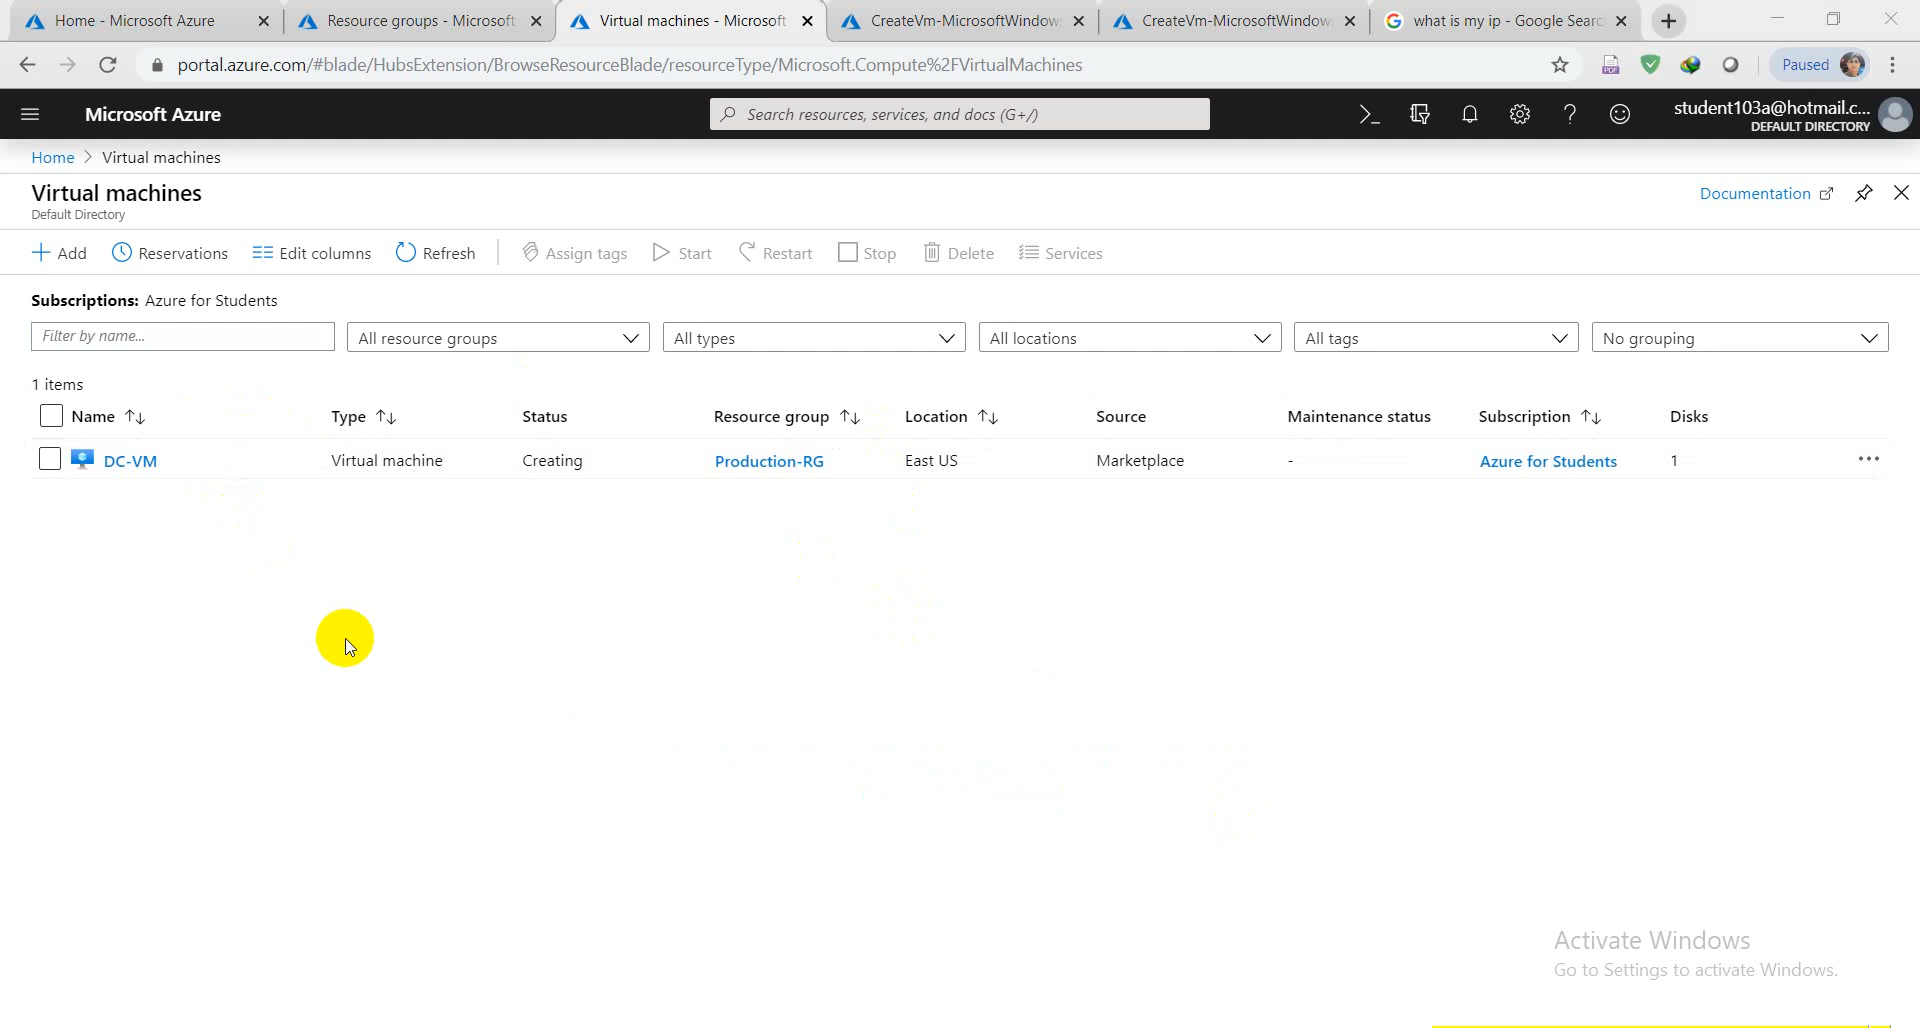 Home - Microsoft Azure
Resource groups - Microsoft
Virtual machines - Microsoft
CreateVm-MicrosoftWindow
CreateVm-MicrosoftWindow
what is my ip - Google Searc
portal.azure.com/#blade/HubsExtension/BrowseResourceBlade/resourceType/Microsoft.Compute%2FVirtualMachines
PDF
Paused
Microsoft Azure
Search resources, services, and docs (G+/)
student103a@hotmail.c...
DEFAULT DIRECTORY
Home > Virtual machines
Virtual machines
Default Directory
Documentation
Add
Reservations
Edit columns
Refresh
Assign tags
Start
Restart
Stop
Delete
Services
Subscriptions: Azure for Students
Filter by name...
All resource groups
All types
All locations
All tags
No grouping
1 items
Name Type Status Resource group Location Source Maintenance status Subscription Disks
DC-VM Virtual machine Creating Production-RG East US Marketplace - Azure for Students 1 ...
Activate Windows
Go to Settings to activate Windows.